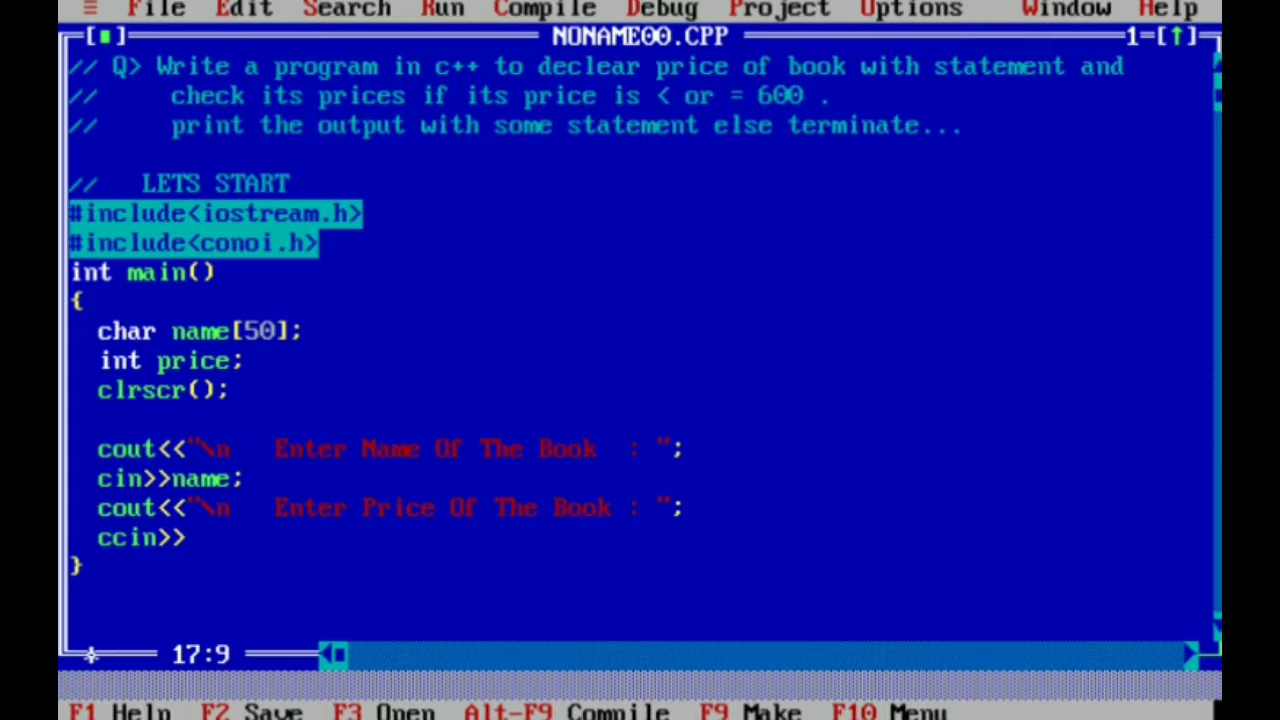 ≡ File Edit Search Run Compile Debug Project Options Window Help
[■] NONAME00.CPP 1=[↑]
// Q> Write a program in c++ to declear price of book with statement and
// check its prices if its price is < or = 600 .
// print the output with some statement else terminate...
// LETS START
#include<iostream.h>
#include<conoi.h>
int main()
{
char name[50];
int price;
clrscr();
cout<<"\n Enter Name Of The Book : ";
cin>>name;
cout<<"\n Enter Price Of The Book : ";
ccin>>
}
17:9
F1 Help F2 Save F3 Open Alt-F9 Compile F9 Make F10 Menu